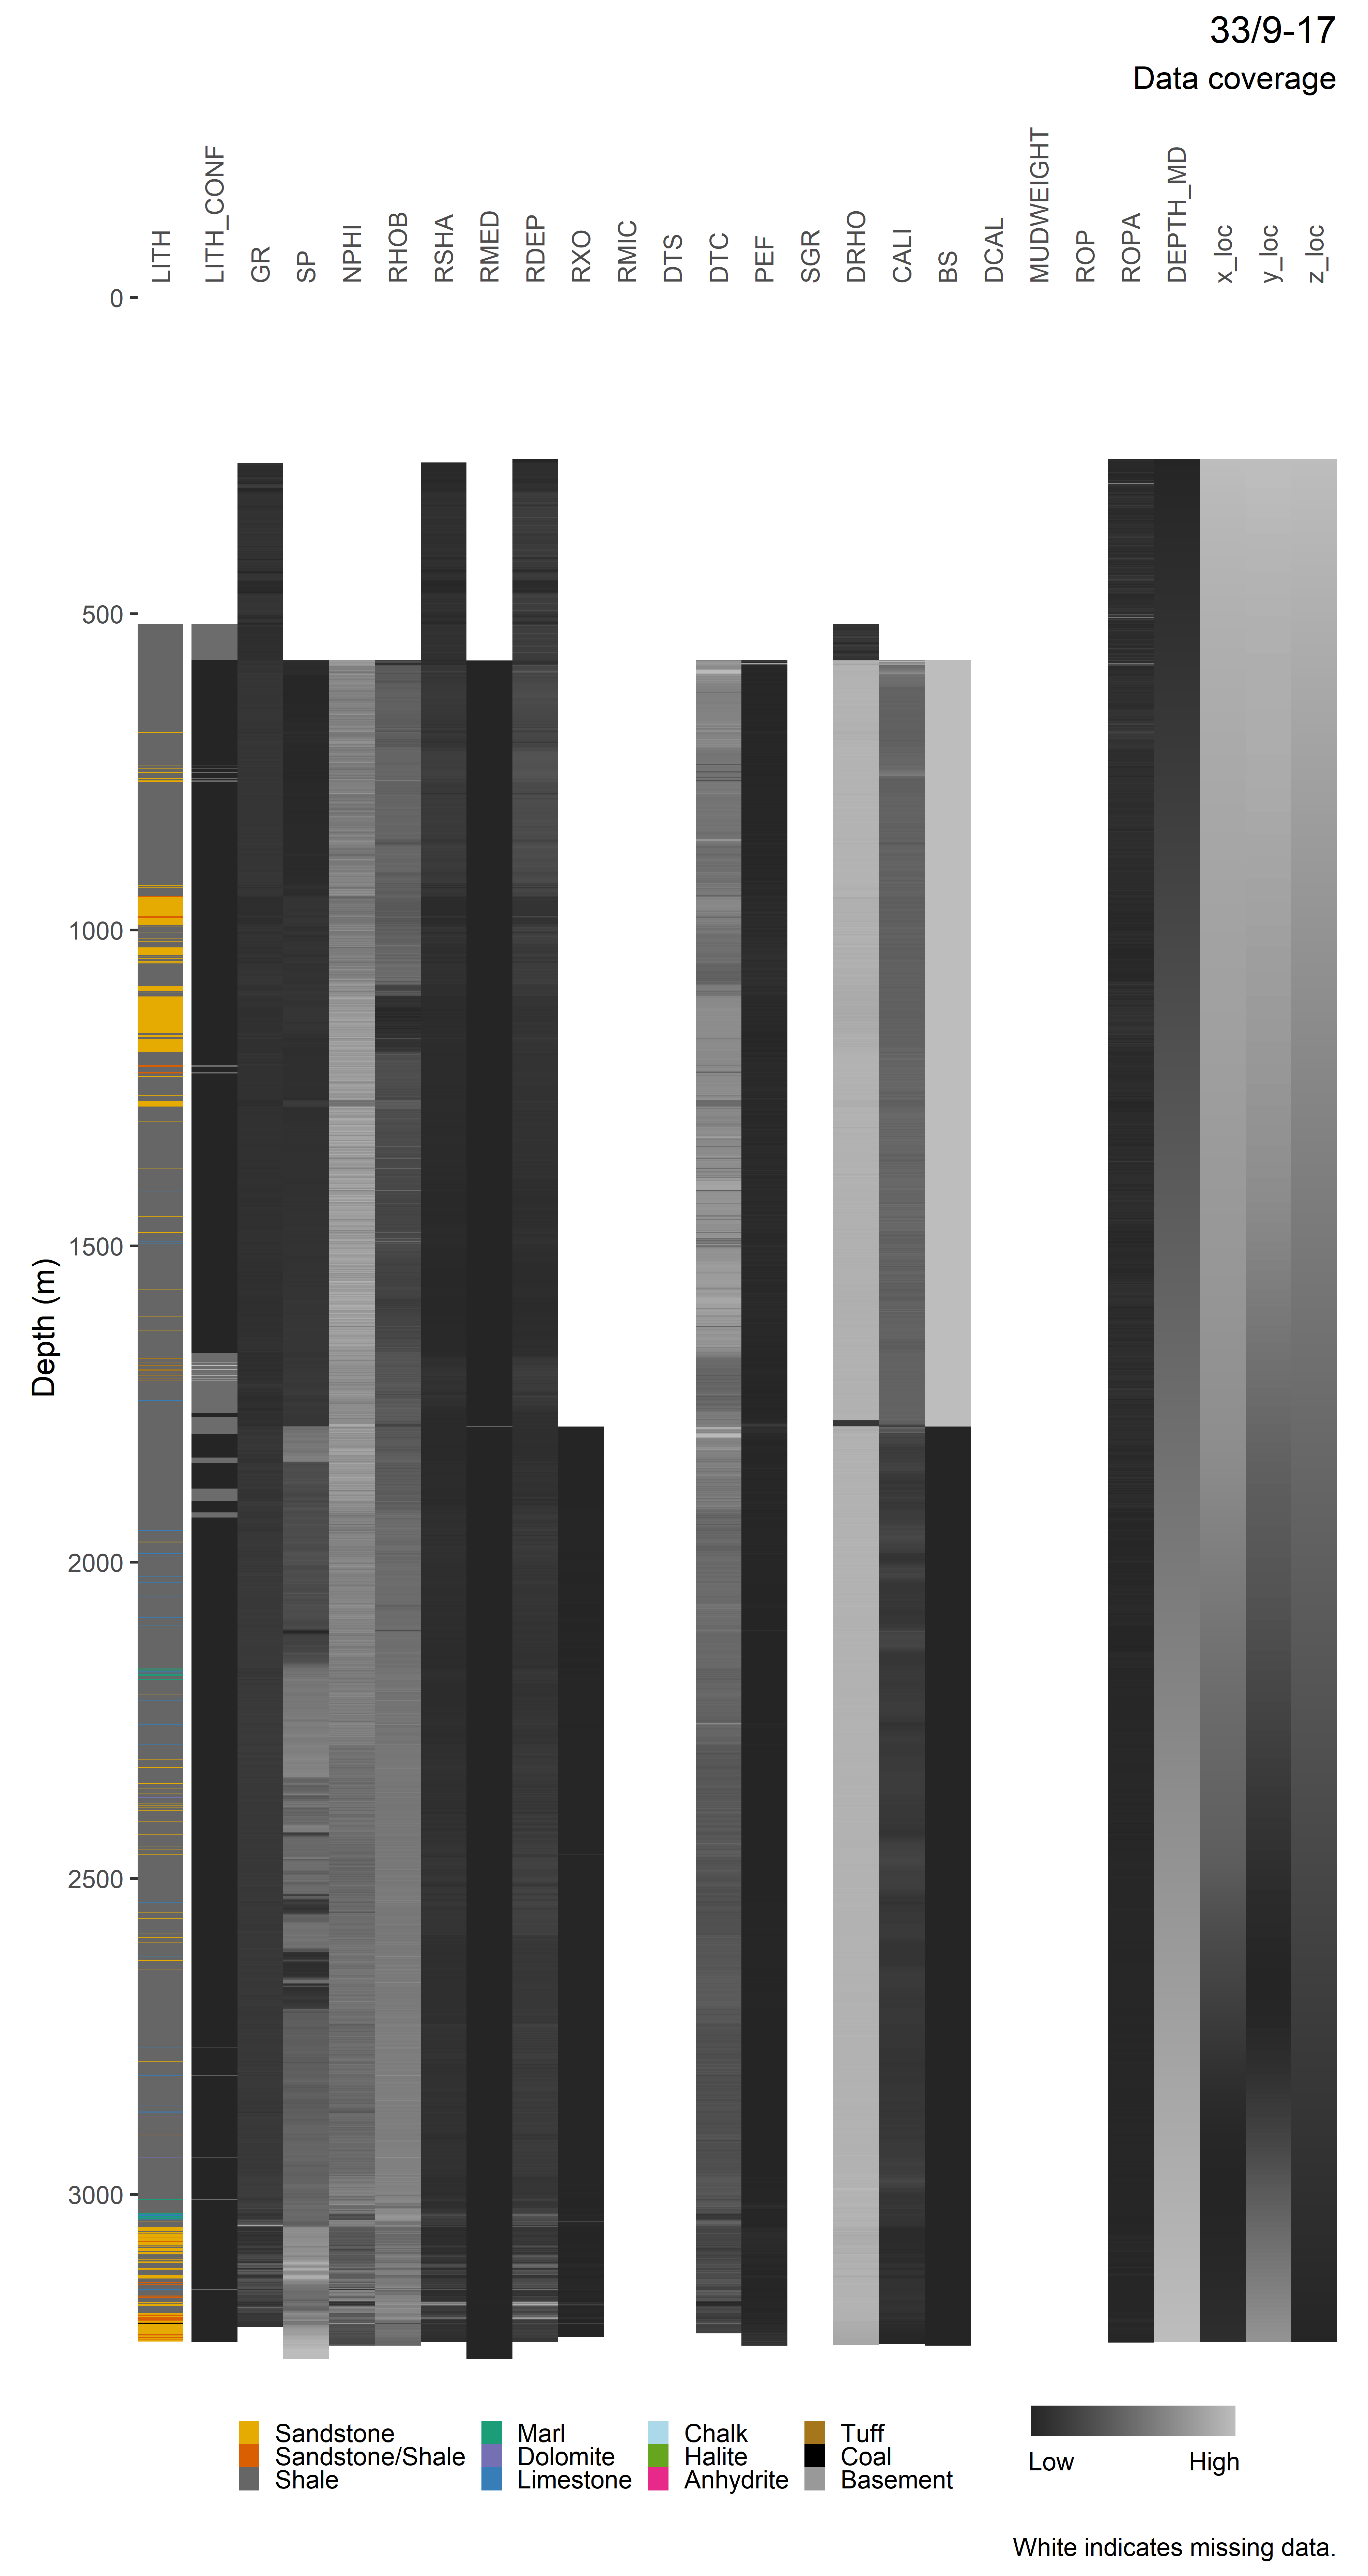 33/9-17
Data coverage
LITH
LITH_CONF
GR
SP
NPHI
RHOB
RSHA
RMED
RDEP
RXO
RMIC
DTS
DTC
PEF
SGR
DRHO
CALI
BS
DCAL
MUDWEIGHT
ROP
ROPA
DEPTH_MD
x_loc
y_loc
z_loc
0
500
1000
1500
2000
2500
3000
Depth (m)
Sandstone
Sandstone/Shale
Shale
Marl
Dolomite
Limestone
Chalk
Halite
Anhydrite
Tuff
Coal
Basement
Low High
White indicates missing data.